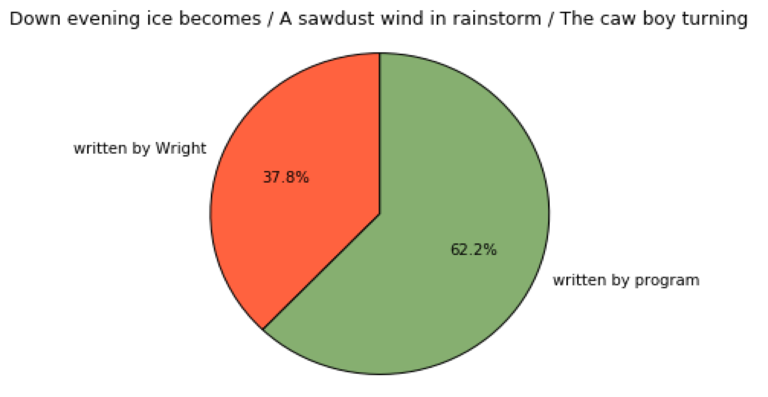 Down evening ice becomes / A sawdust wind in rainstorm / The caw boy turning
written by Wright
37.8%
62.2%
written by program